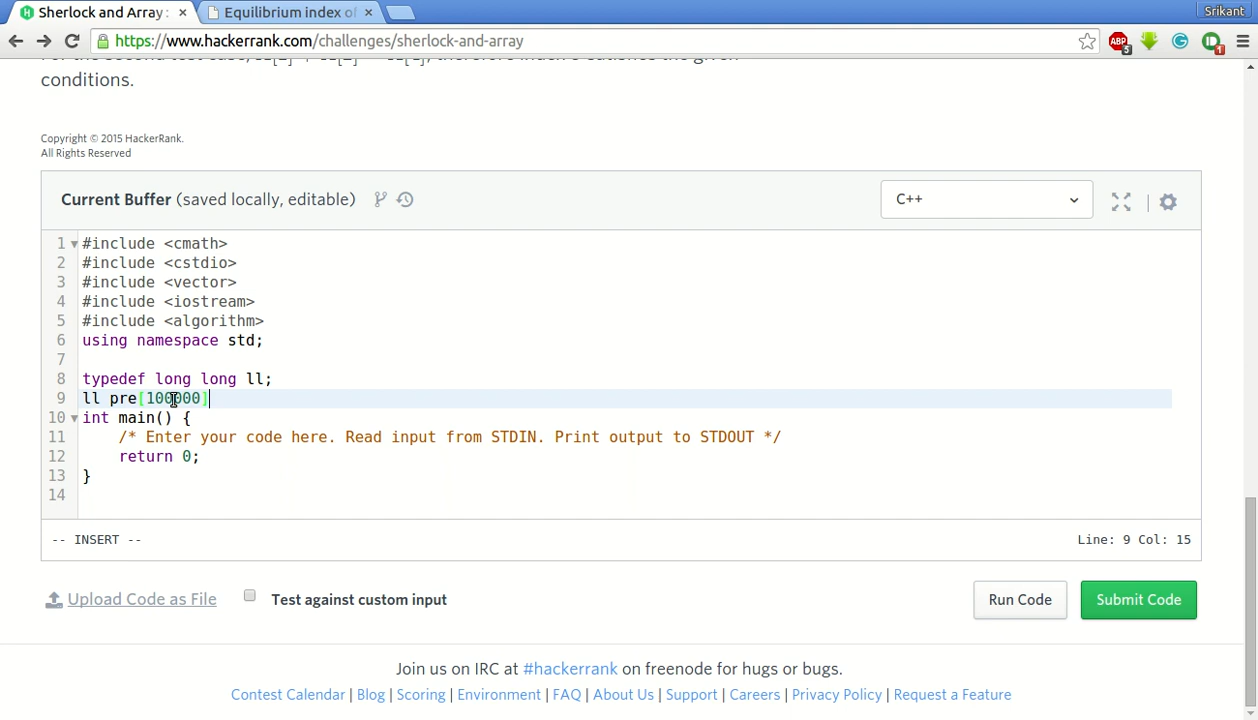 Sherlock and Array:
Equilibrium index of
Srikant
https://www.hackerrank.com/challenges/sherlock-and-array
conditions.
Copyright © 2015 HackerRank.
All Rights Reserved
Current Buffer (saved locally, editable)
C++
1 #include <cmath>
2 #include <cstdio>
3 #include <vector>
4 #include <iostream>
5 #include <algorithm>
6 using namespace std;
7
8 typedef long long ll;
9 ll pre[100000]
10 int main() {
11 /* Enter your code here. Read input from STDIN. Print output to STDOUT */
12 return 0;
13 }
14
-- INSERT --
Line: 9 Col: 15
Upload Code as File
Test against custom input
Run Code
Submit Code
Join us on IRC at #hackerrank on freenode for hugs or bugs.
Contest Calendar | Blog | Scoring | Environment | FAQ | About Us | Support | Careers | Privacy Policy | Request a Feature